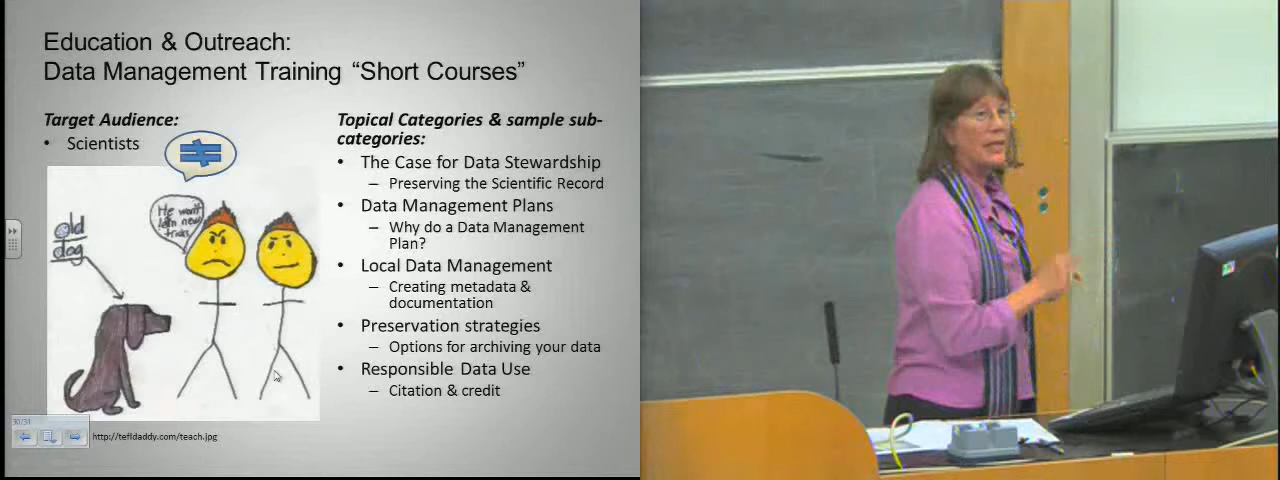 Education & Outreach:
Data Management Training “Short Courses”
Target Audience:
• Scientists
old
dog
He won't
lern new
tricks
Topical Categories & sample sub-
categories:
• The Case for Data Stewardship
– Preserving the Scientific Record
• Data Management Plans
– Why do a Data Management
Plan?
• Local Data Management
– Creating metadata &
documentation
• Preservation strategies
– Options for archiving your data
• Responsible Data Use
– Citation & credit
30/31
http://tefldaddy.com/teach.jpg